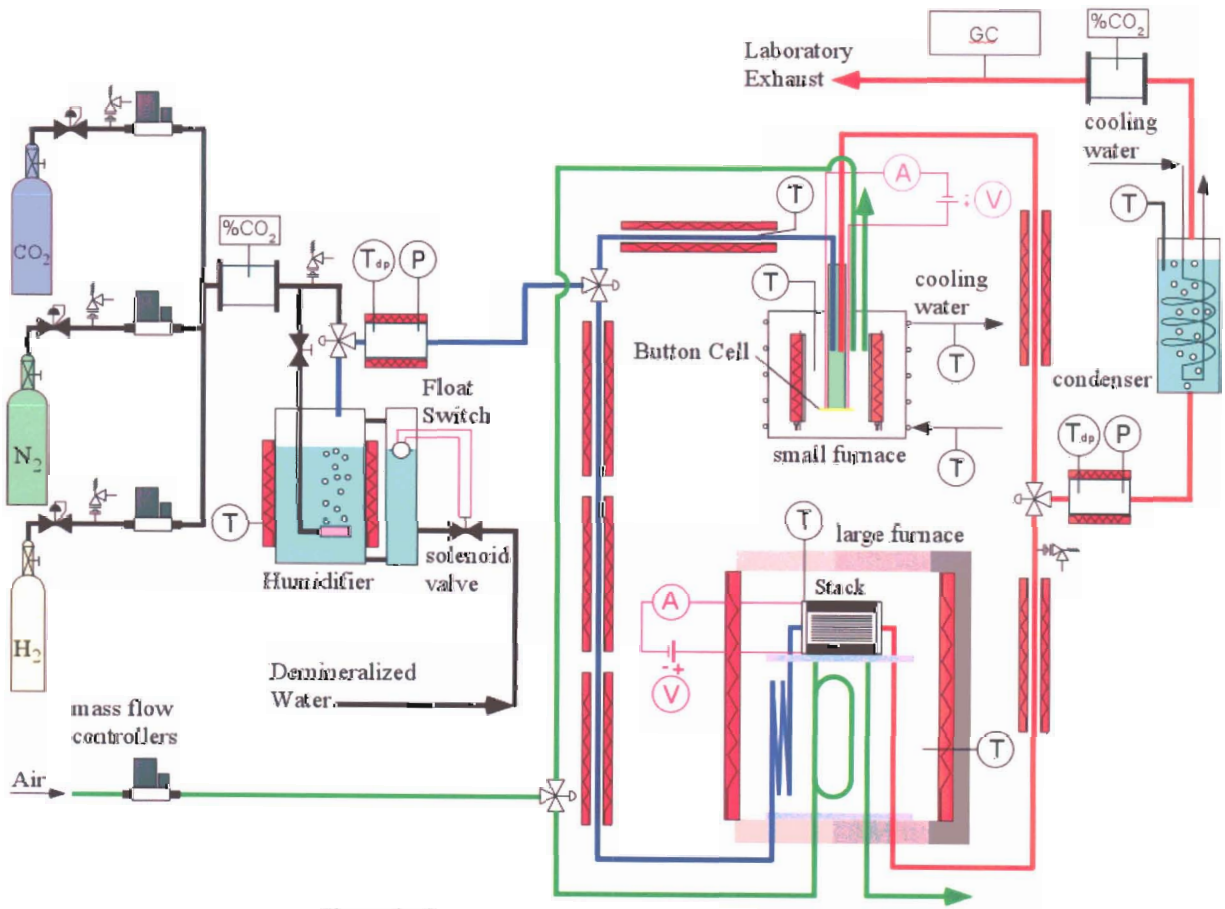 GC
%CO2
Laboratory
Exhaust
cooling
water
T
A
V
T
CO2
%CO2
Tdp
P
T
cooling
water
T
Button Cell
condenser
N2
Float
Switch
T
small furnace
Tdp
P
T
T
large furnace
solenoid
valve
Humidifier
Stack
H2
A
-+
V
Demineralized
Water
mass flow
controllers
T
Air